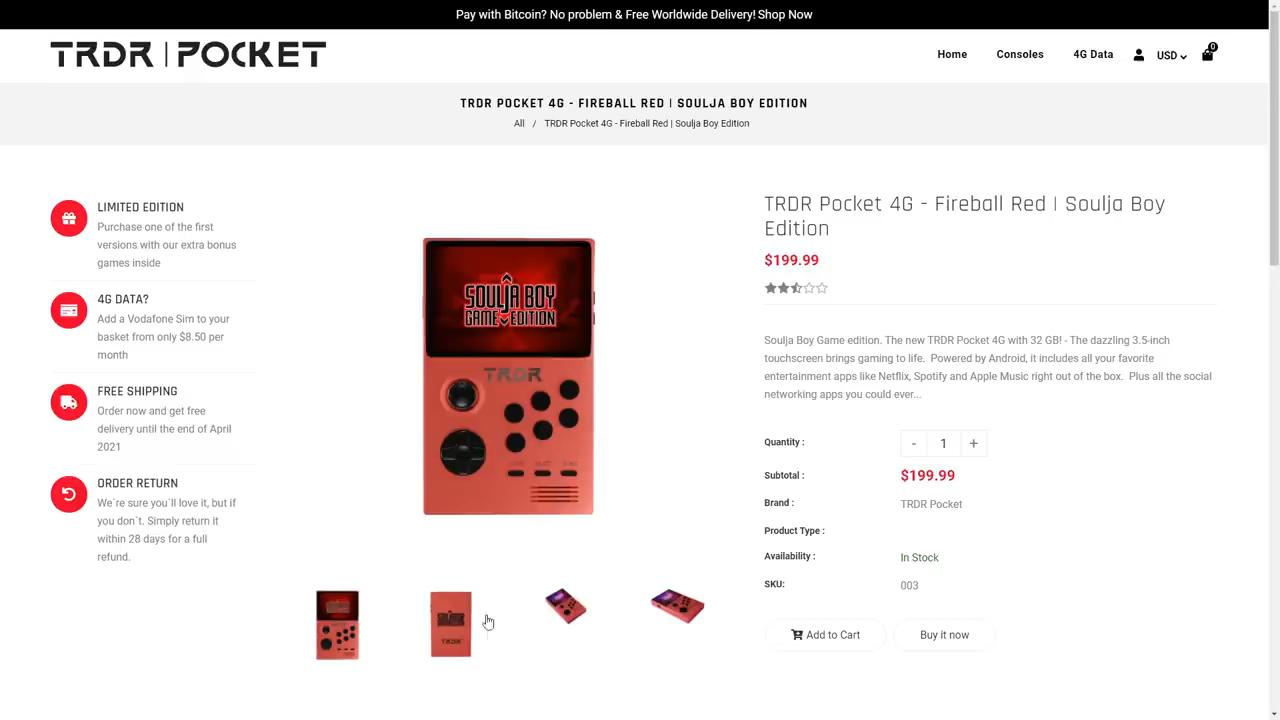 Pay with Bitcoin? No problem & Free Worldwide Delivery! Shop Now
TRDR | POCKET
Home
Consoles
4G Data
USD
0
TRDR POCKET 4G - FIREBALL RED | SOULJA BOY EDITION
All / TRDR Pocket 4G - Fireball Red | Soulja Boy Edition
LIMITED EDITION
Purchase one of the first
versions with our extra bonus
games inside
4G DATA?
Add a Vodafone Sim to your
basket from only $8.50 per
month
FREE SHIPPING
Order now and get free
delivery until the end of April
2021
ORDER RETURN
We`re sure you`ll love it, but if
you don`t. Simply return it
within 28 days for a full
refund.
SOULJA BOY
GAME EDITION
TRDR
TRDR
TRDR Pocket 4G - Fireball Red | Soulja Boy
Edition
$199.99
Soulja Boy Game edition. The new TRDR Pocket 4G with 32 GB! - The dazzling 3.5-inch
touchscreen brings gaming to life. Powered by Android, it includes all your favorite
entertainment apps like Netflix, Spotify and Apple Music right out of the box. Plus all the social
networking apps you could ever...
Quantity : - 1 +
Subtotal : $199.99
Brand : TRDR Pocket
Product Type :
Availability : In Stock
SKU: 003
Add to Cart
Buy it now